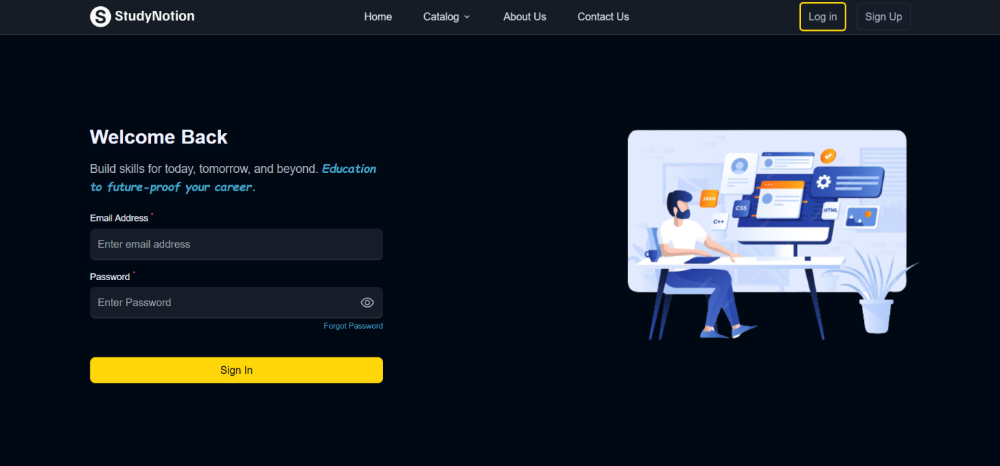 S StudyNotion Home Catalog About Us Contact Us Log in Sign Up
Welcome Back
Build skills for today, tomorrow, and beyond. Education
to future-proof your career.
Email Address *
Enter email address
Password *
Enter Password
Forgot Password
Sign In
JAVA
CSS
HTML
C++